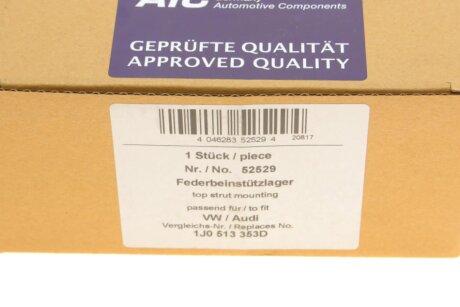 AIC Germany
Automotive Components
GEPRÜFTE QUALITÄT
APPROVED QUALITY
4 046283 52529 4 20817
1 Stück / piece
Nr. / No. 52529
Federbeinstützlager
top strut mounting
passend für / to fit
VW / Audi
Vergleichs-Nr / Replaces No.
1J0 513 353D